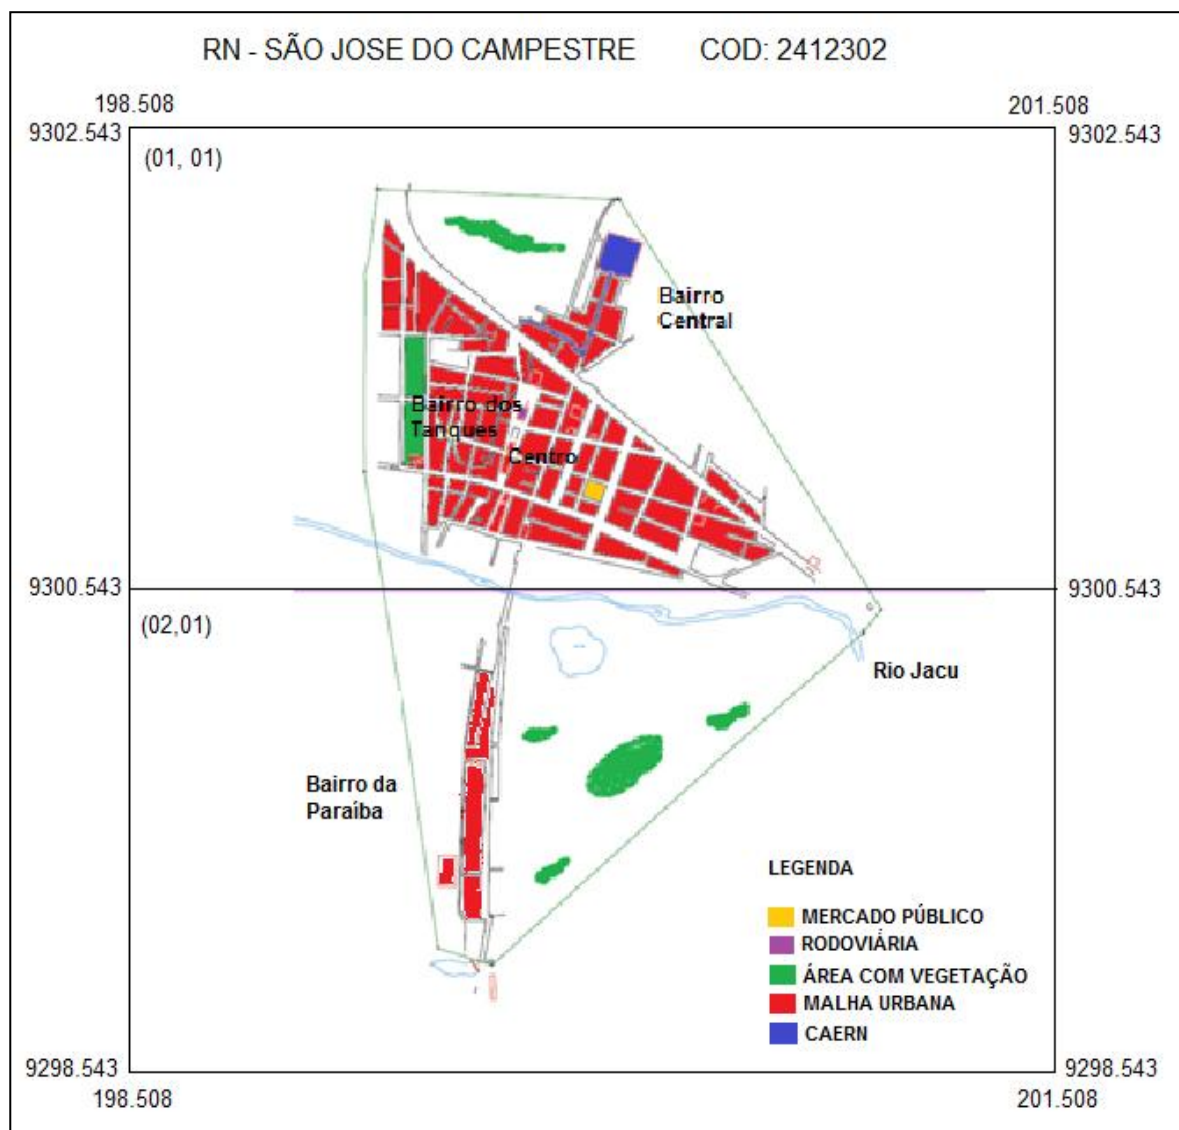 RN - SÃO JOSE DO CAMPESTRE COD: 2412302
198.508 201.508
9302.543 9302.543
(01, 01)
Bairro
Central
Bairro dos
Tanques
Centro
9300.543 9300.543
(02,01)
Rio Jacu
Bairro da
Paraíba
LEGENDA
MERCADO PÚBLICO
RODOVIÁRIA
ÁREA COM VEGETAÇÃO
MALHA URBANA
CAERN
9298.543 9298.543
198.508 201.508